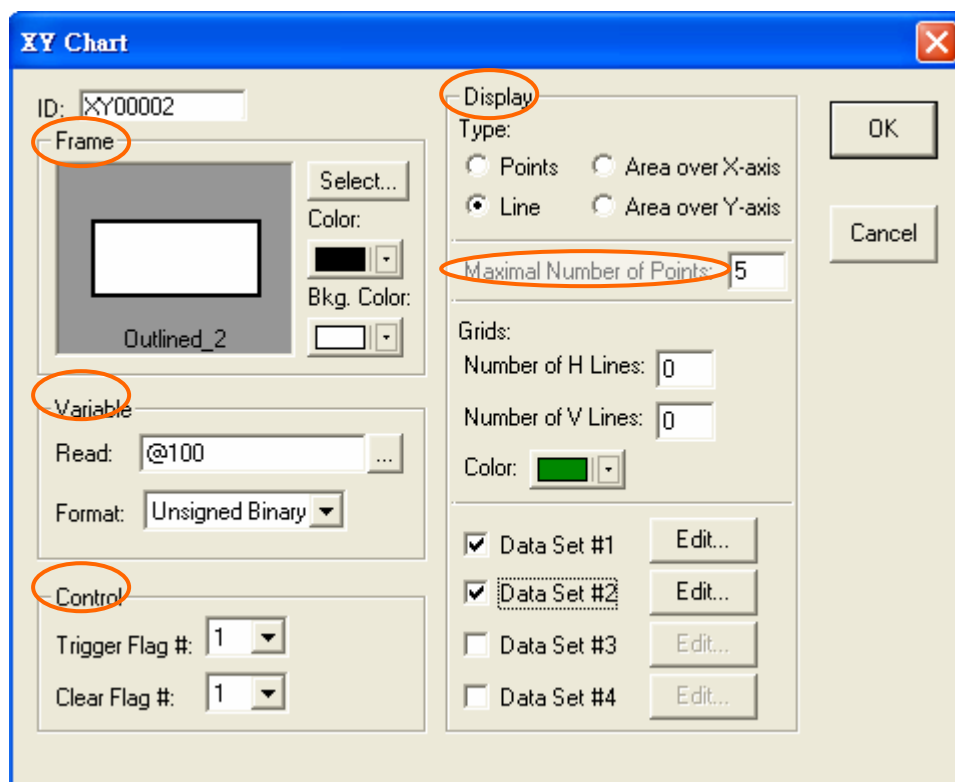 XY Chart
ID: XY00002
Frame
Select...
Color:
Bkg. Color:
Outlined_2
Variable
Read: @100 ...
Format: Unsigned Binary
Control
Trigger Flag #: 1
Clear Flag #: 1
Display
Type:
Points Area over X-axis
Line Area over Y-axis
Maximal Number of Points: 5
Grids:
Number of H Lines: 0
Number of V Lines: 0
Color:
Data Set #1 Edit...
Data Set #2 Edit...
Data Set #3 Edit...
Data Set #4 Edit...
OK
Cancel